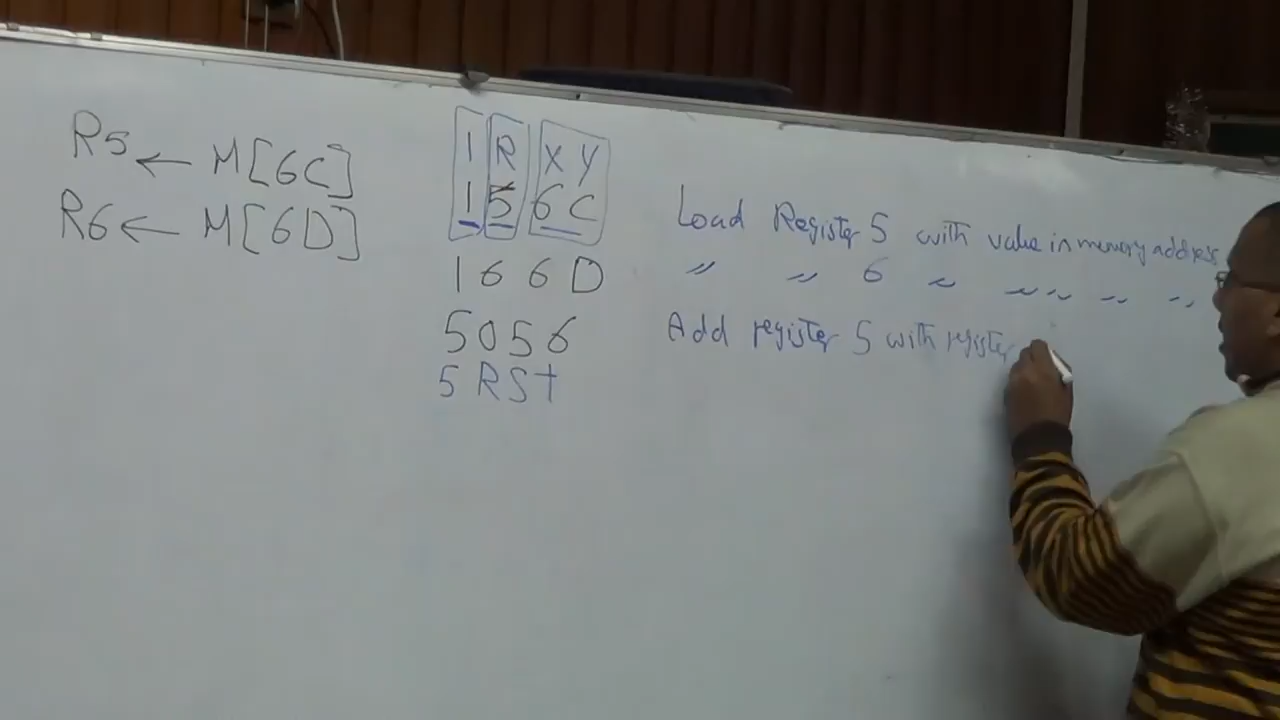 R5 ← M[6C]
R6 ← M[6D]
1 R X Y
1 5 6 C
1 6 6 D
5 0 5 6
5 R S t
Load Register 5 with value in memory address
〃 〃 6 〃 〃 〃 〃 〃
Add register 5 with register